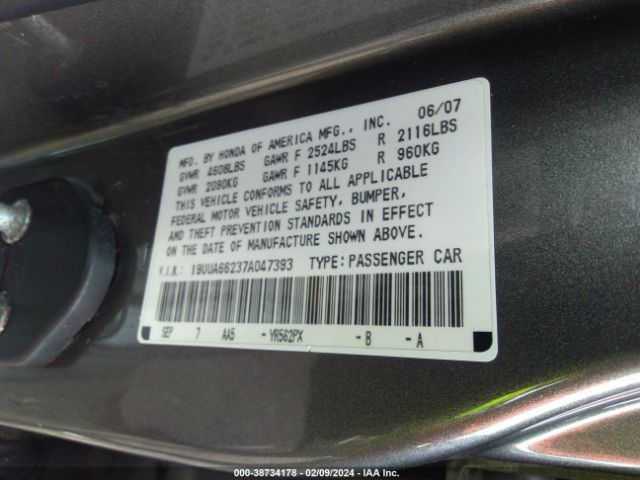 06/07
MFD. BY HONDA OF AMERICA MFG., INC.
GVWR 4608LBS GAWR F 2524LBS R 2116LBS
GVWR 2090KG GAWR F 1145KG R 960KG
THIS VEHICLE CONFORMS TO ALL APPLICABLE
FEDERAL MOTOR VEHICLE SAFETY, BUMPER,
AND THEFT PREVENTION STANDARDS IN EFFECT
ON THE DATE OF MANUFACTURE SHOWN ABOVE.
V.I.N.: 19UUA66237A047393 TYPE:PASSENGER CAR
SEP 7 AA5 - YR562PX - B - A
000-38734178 - 02/09/2024 - IAA Inc.